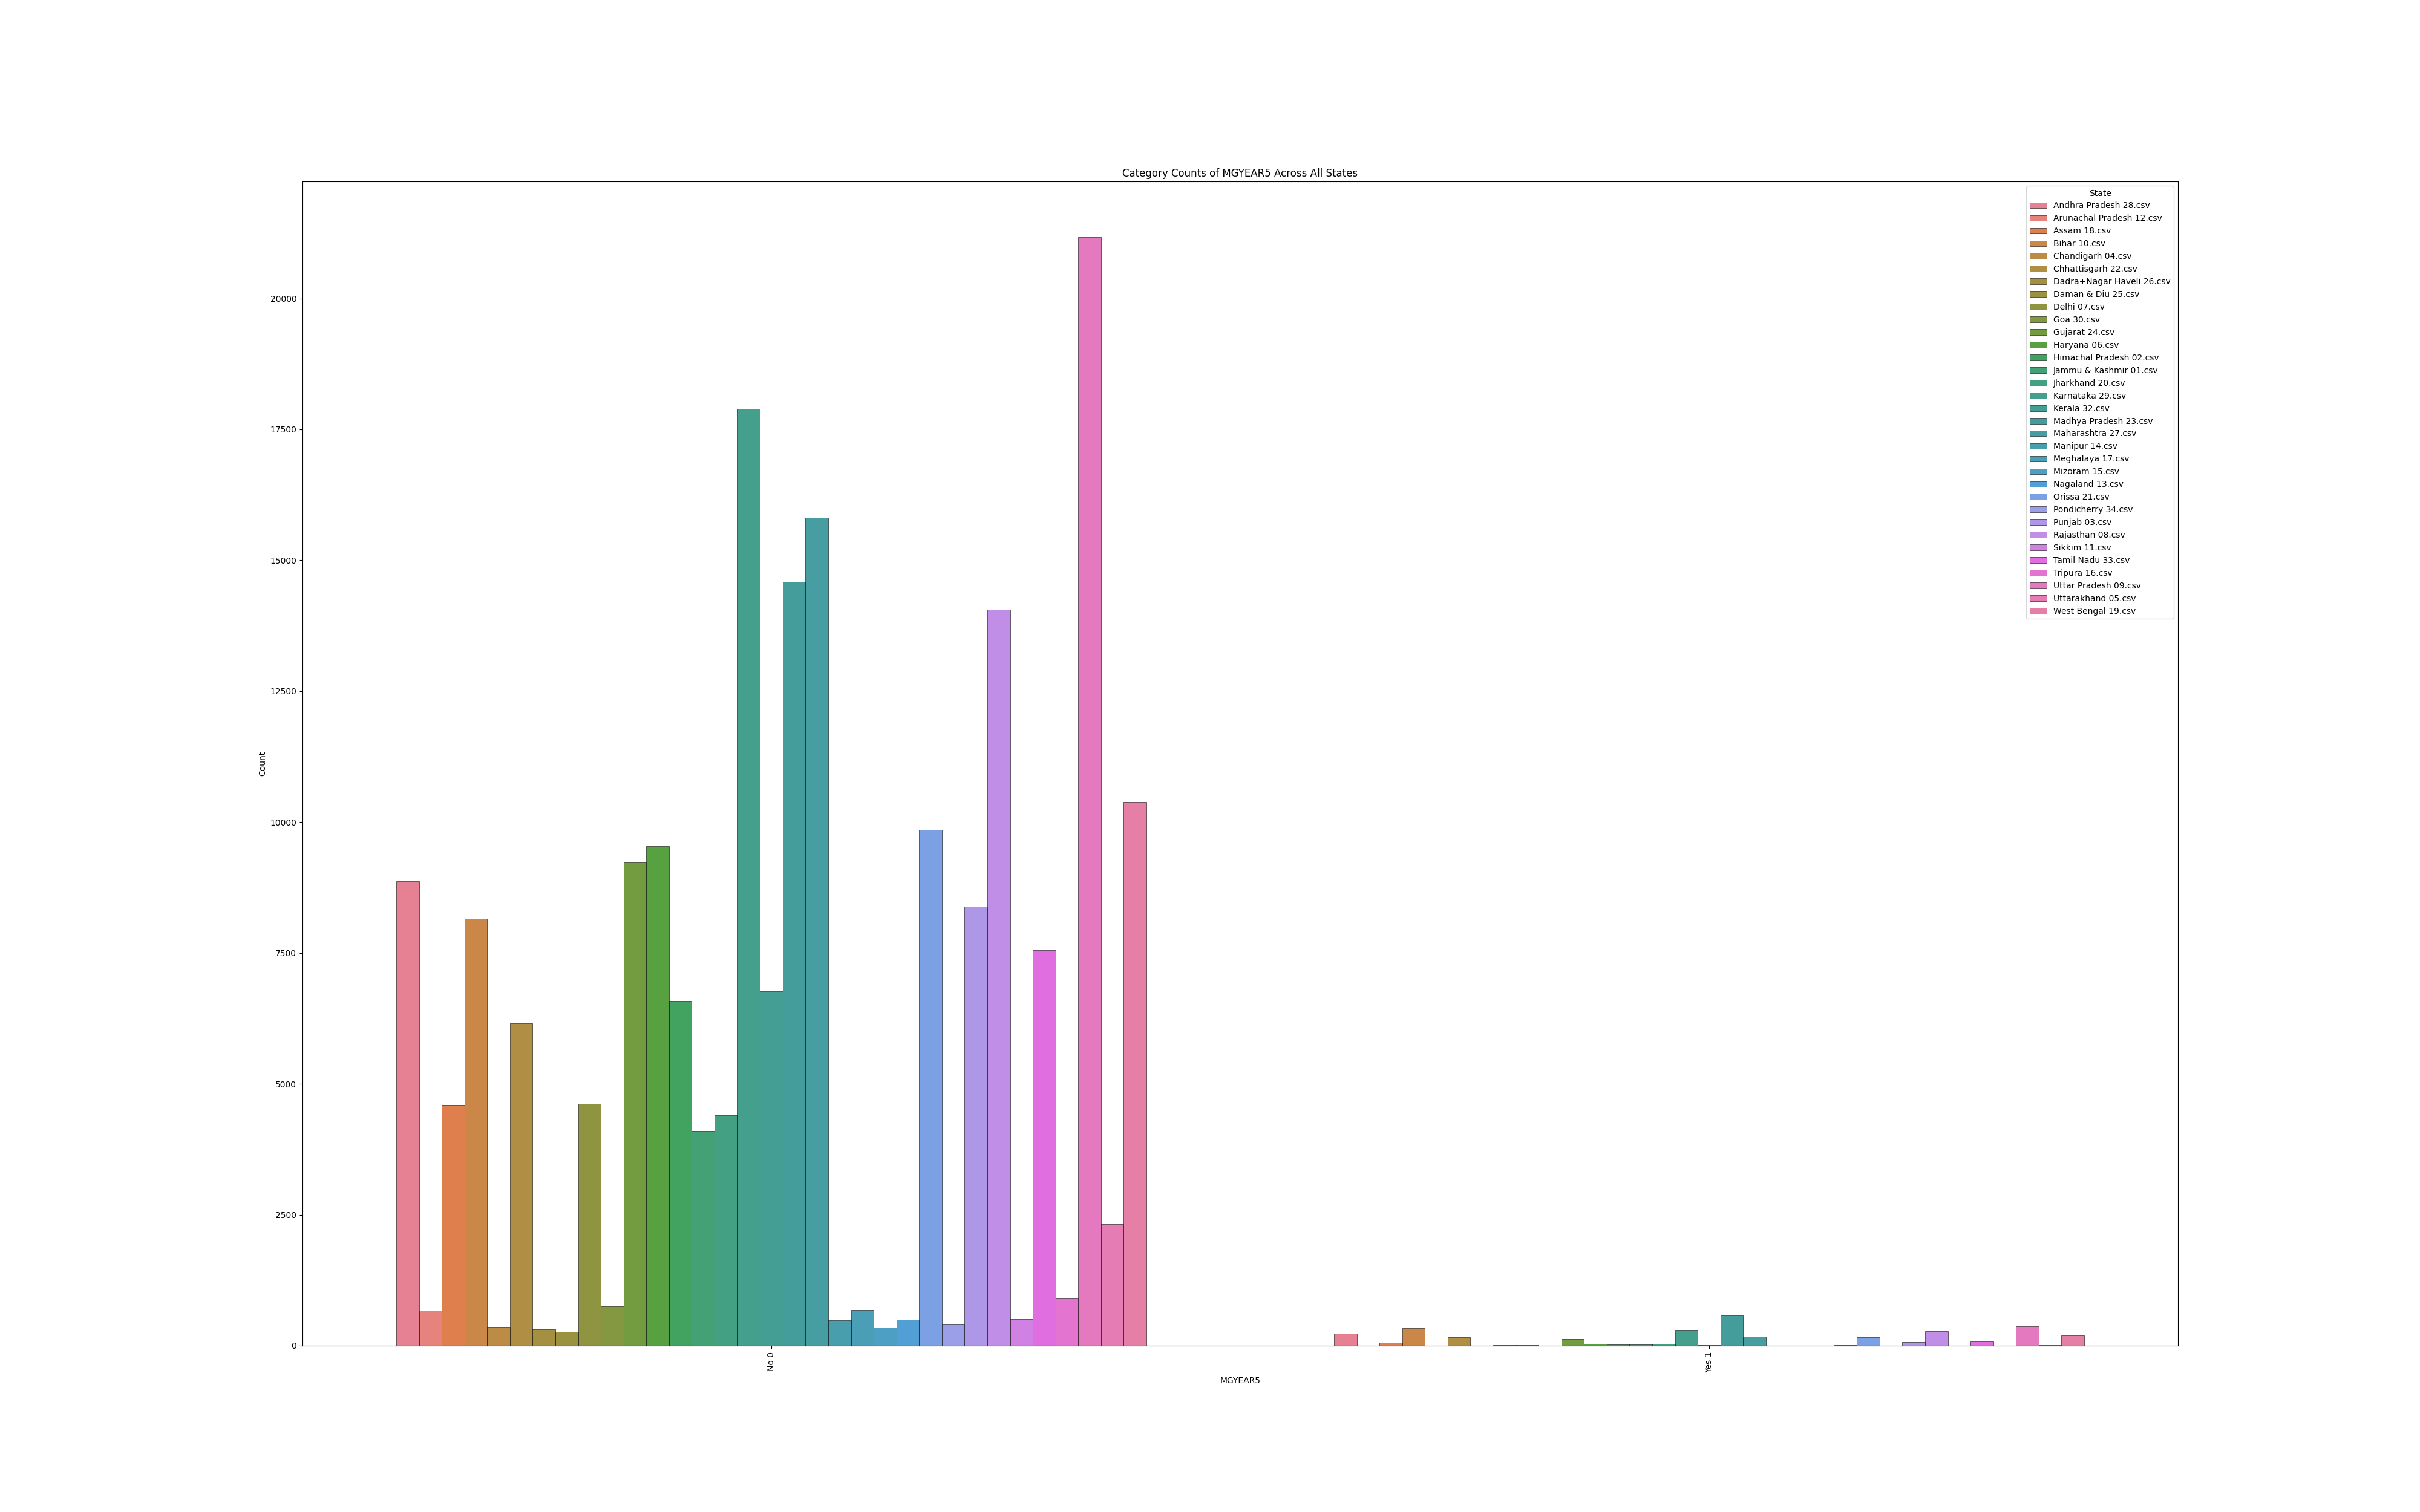 Category Counts of MGYEAR5 Across All States
State
Andhra Pradesh 28.csv
Arunachal Pradesh 12.csv
Assam 18.csv
Bihar 10.csv
Chandigarh 04.csv
Chhattisgarh 22.csv
Dadra+Nagar Haveli 26.csv
Daman & Diu 25.csv
Delhi 07.csv
Goa 30.csv
Gujarat 24.csv
Haryana 06.csv
Himachal Pradesh 02.csv
Jammu & Kashmir 01.csv
Jharkhand 20.csv
Karnataka 29.csv
Kerala 32.csv
Madhya Pradesh 23.csv
Maharashtra 27.csv
Manipur 14.csv
Meghalaya 17.csv
Mizoram 15.csv
Nagaland 13.csv
Orissa 21.csv
Pondicherry 34.csv
Punjab 03.csv
Rajasthan 08.csv
Sikkim 11.csv
Tamil Nadu 33.csv
Tripura 16.csv
Uttar Pradesh 09.csv
Uttarakhand 05.csv
West Bengal 19.csv
20000
17500
15000
12500
10000
7500
5000
2500
0
Count
No 0
Yes 1
MGYEAR5